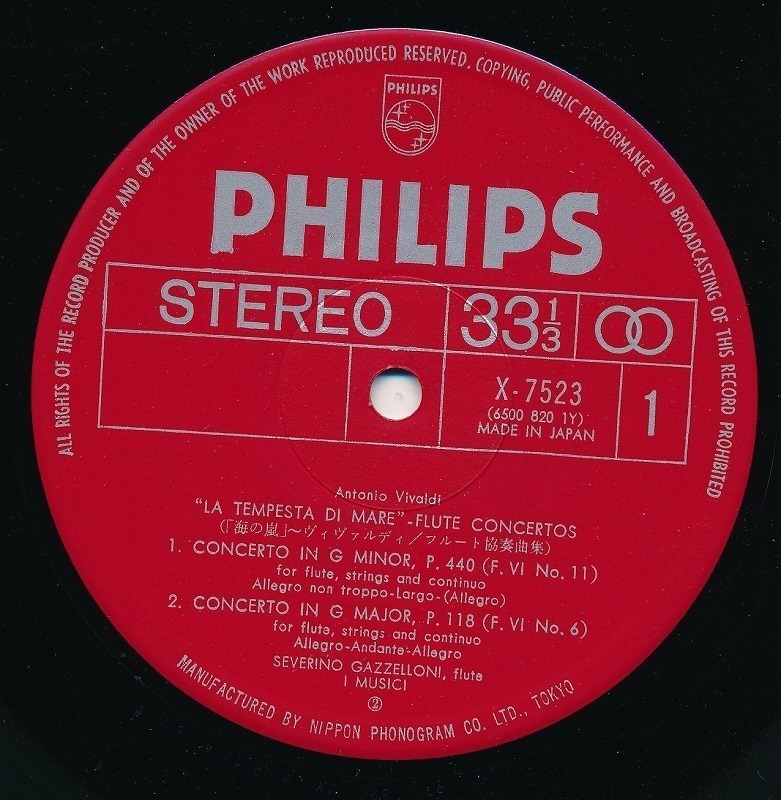 ALL RIGHTS OF THE RECORD PRODUCER AND OF THE OWNER OF THE WORK REPRODUCED RESERVED. COPYING, PUBLIC PERFORMANCE AND BROADCASTING OF THIS RECORD PROHIBITED
PHILIPS
PHILIPS
STEREO
33 1/3
X-7523
(6500 820 1Y)
MADE IN JAPAN
1
Antonio Vivaldi
"LA TEMPESTA DI MARE"-FLUTE CONCERTOS
(「海の嵐」〜ヴィヴァルディ/フルート協奏曲集)
1. CONCERTO IN G MINOR, P. 440 (F. VI No. 11)
for flute, strings and continuo
Allegro non troppo-Largo-(Allegro)
2. CONCERTO IN G MAJOR, P. 118 (F. VI No. 6)
for flute, strings and continuo
Allegro-Andante-Allegro
SEVERINO GAZZELLONI, flute
I MUSICI
②
MANUFACTURED BY NIPPON PHONOGRAM CO. LTD., TOKYO